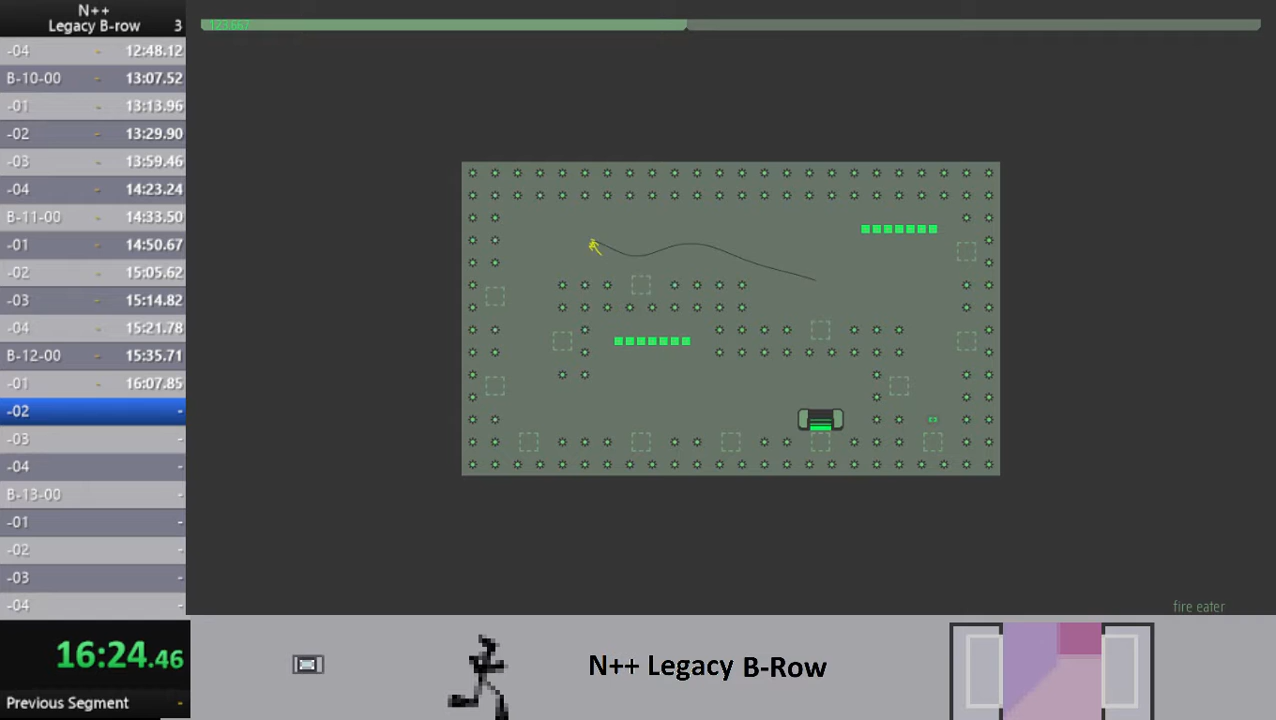 N++
Legacy B-row 3
-04 - 12:48.12
B-10-00 - 13:07.52
-01 - 13:13.96
-02 - 13:29.90
-03 - 13:59.46
-04 - 14:23.24
B-11-00 - 14:33.50
-01 - 14:50.67
-02 - 15:05.62
-03 - 15:14.82
-04 - 15:21.78
B-12-00 - 15:35.71
-01 - 16:07.85
-02 -
-03 -
-04 -
B-13-00 -
-01 -
-02 -
-03 -
-04 -
16:24.46
Previous Segment -
123.667
fire eater
N++ Legacy B-Row